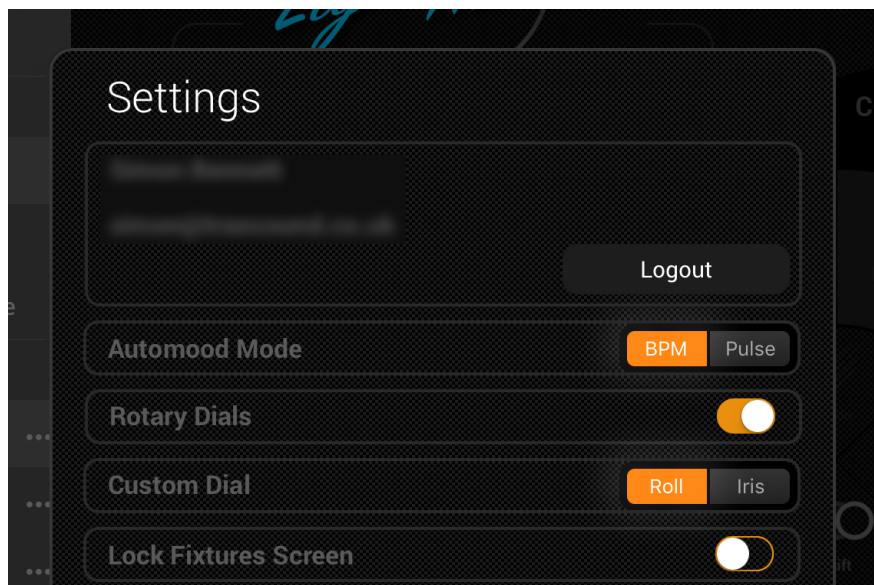 Settings
Logout
Automood Mode
BPM Pulse
Rotary Dials
Custom Dial
Roll Iris
Lock Fixtures Screen